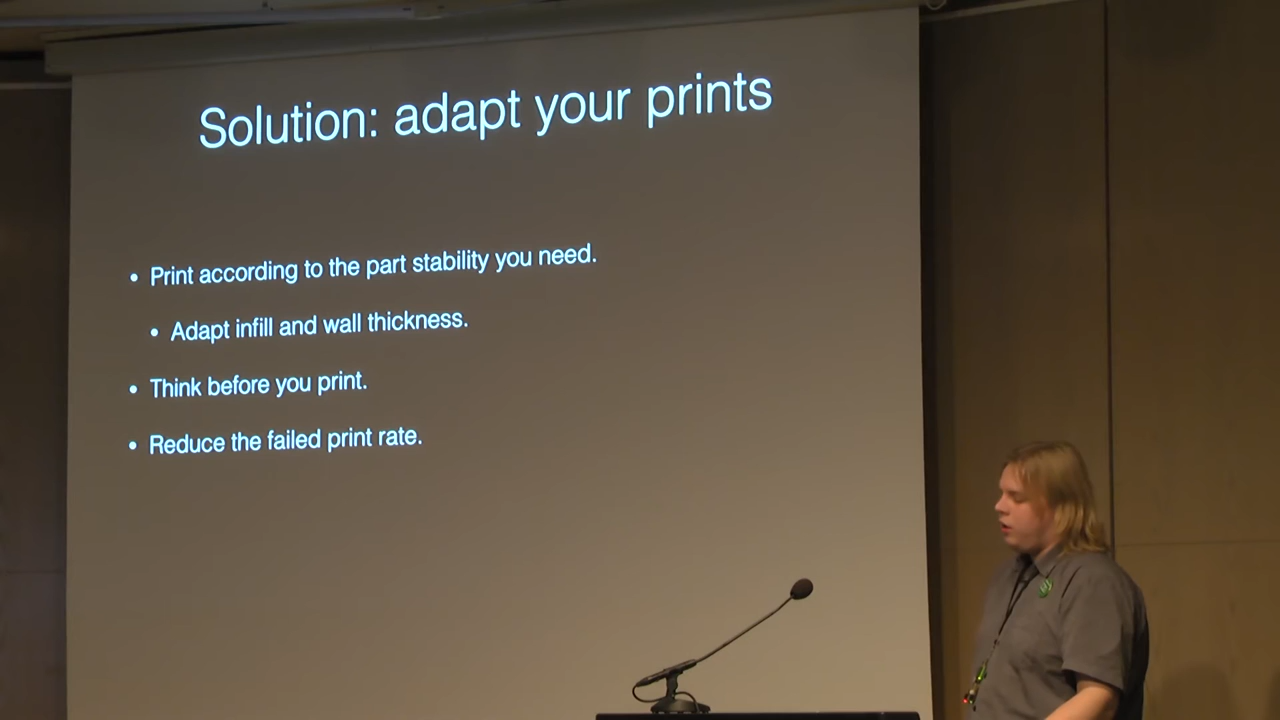 Solution: adapt your prints
• Print according to the part stability you need.
• Adapt infill and wall thickness.
• Think before you print.
• Reduce the failed print rate.